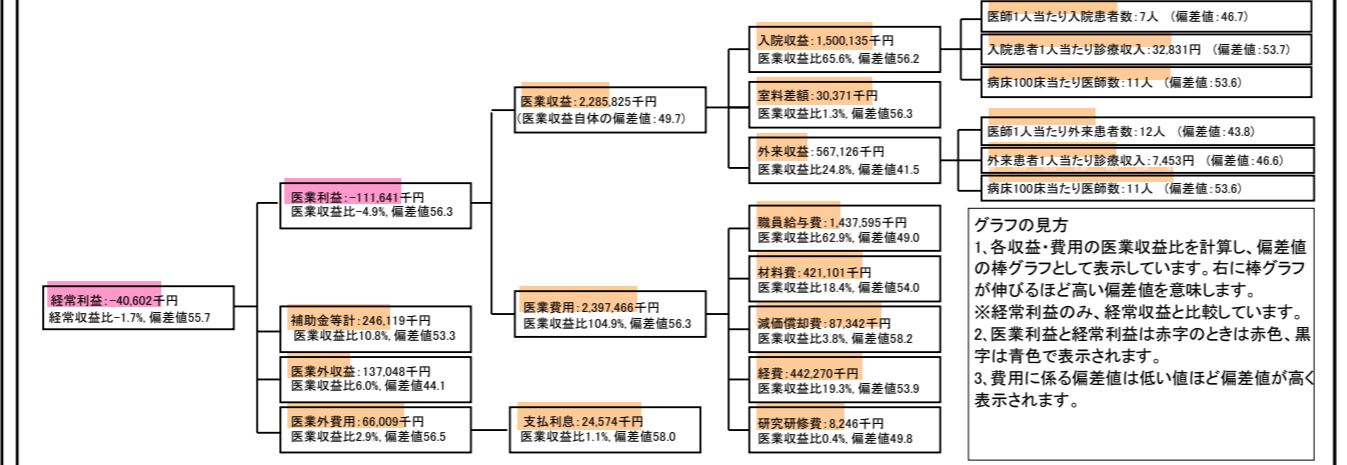 経常利益:-40,602千円
経常収益比-1.7%, 偏差値55.7
医業利益:-111,641千円
医業収益比-4.9%, 偏差値56.3
補助金等計:246,119千円
医業収益比10.8%, 偏差値53.3
医業外収益:137,048千円
医業収益比6.0%, 偏差値44.1
医業外費用:66,009千円
医業収益比2.9%, 偏差値56.5
医業収益:2,285,825千円
(医業収益自体の偏差値:49.7)
医業費用:2,397,466千円
医業収益比104.9%, 偏差値56.3
支払利息:24,574千円
医業収益比1.1%, 偏差値58.0
入院収益:1,500,135千円
医業収益比65.6%, 偏差値56.2
室料差額:30,371千円
医業収益比1.3%, 偏差値56.3
外来収益:567,126千円
医業収益比24.8%, 偏差値41.5
職員給与費:1,437,595千円
医業収益比62.9%, 偏差値49.0
材料費:421,101千円
医業収益比18.4%, 偏差値54.0
減価償却費:87,342千円
医業収益比3.8%, 偏差値58.2
経費:442,270千円
医業収益比19.3%, 偏差値53.9
研究研修費:8,246千円
医業収益比0.4%, 偏差値49.8
医師1人当たり入院患者数:7人 (偏差値:46.7)
入院患者1人当たり診療収入:32,831円 (偏差値:53.7)
病床100床当たり医師数:11人 (偏差値:53.6)
医師1人当たり外来患者数:12人 (偏差値:43.8)
外来患者1人当たり診療収入:7,453円 (偏差値:46.6)
病床100床当たり医師数:11人 (偏差値:53.6)
グラフの見方
1、各収益・費用の医業収益比を計算し、偏差値
の棒グラフとして表示しています。右に棒グラフ
が伸びるほど高い偏差値を意味します。
※経常利益のみ、経常収益と比較しています。
2、医業利益と経常利益は赤字のときは赤色、黒
字は青色で表示されます。
3、費用に係る偏差値は低い値ほど偏差値が高く
表示されます。